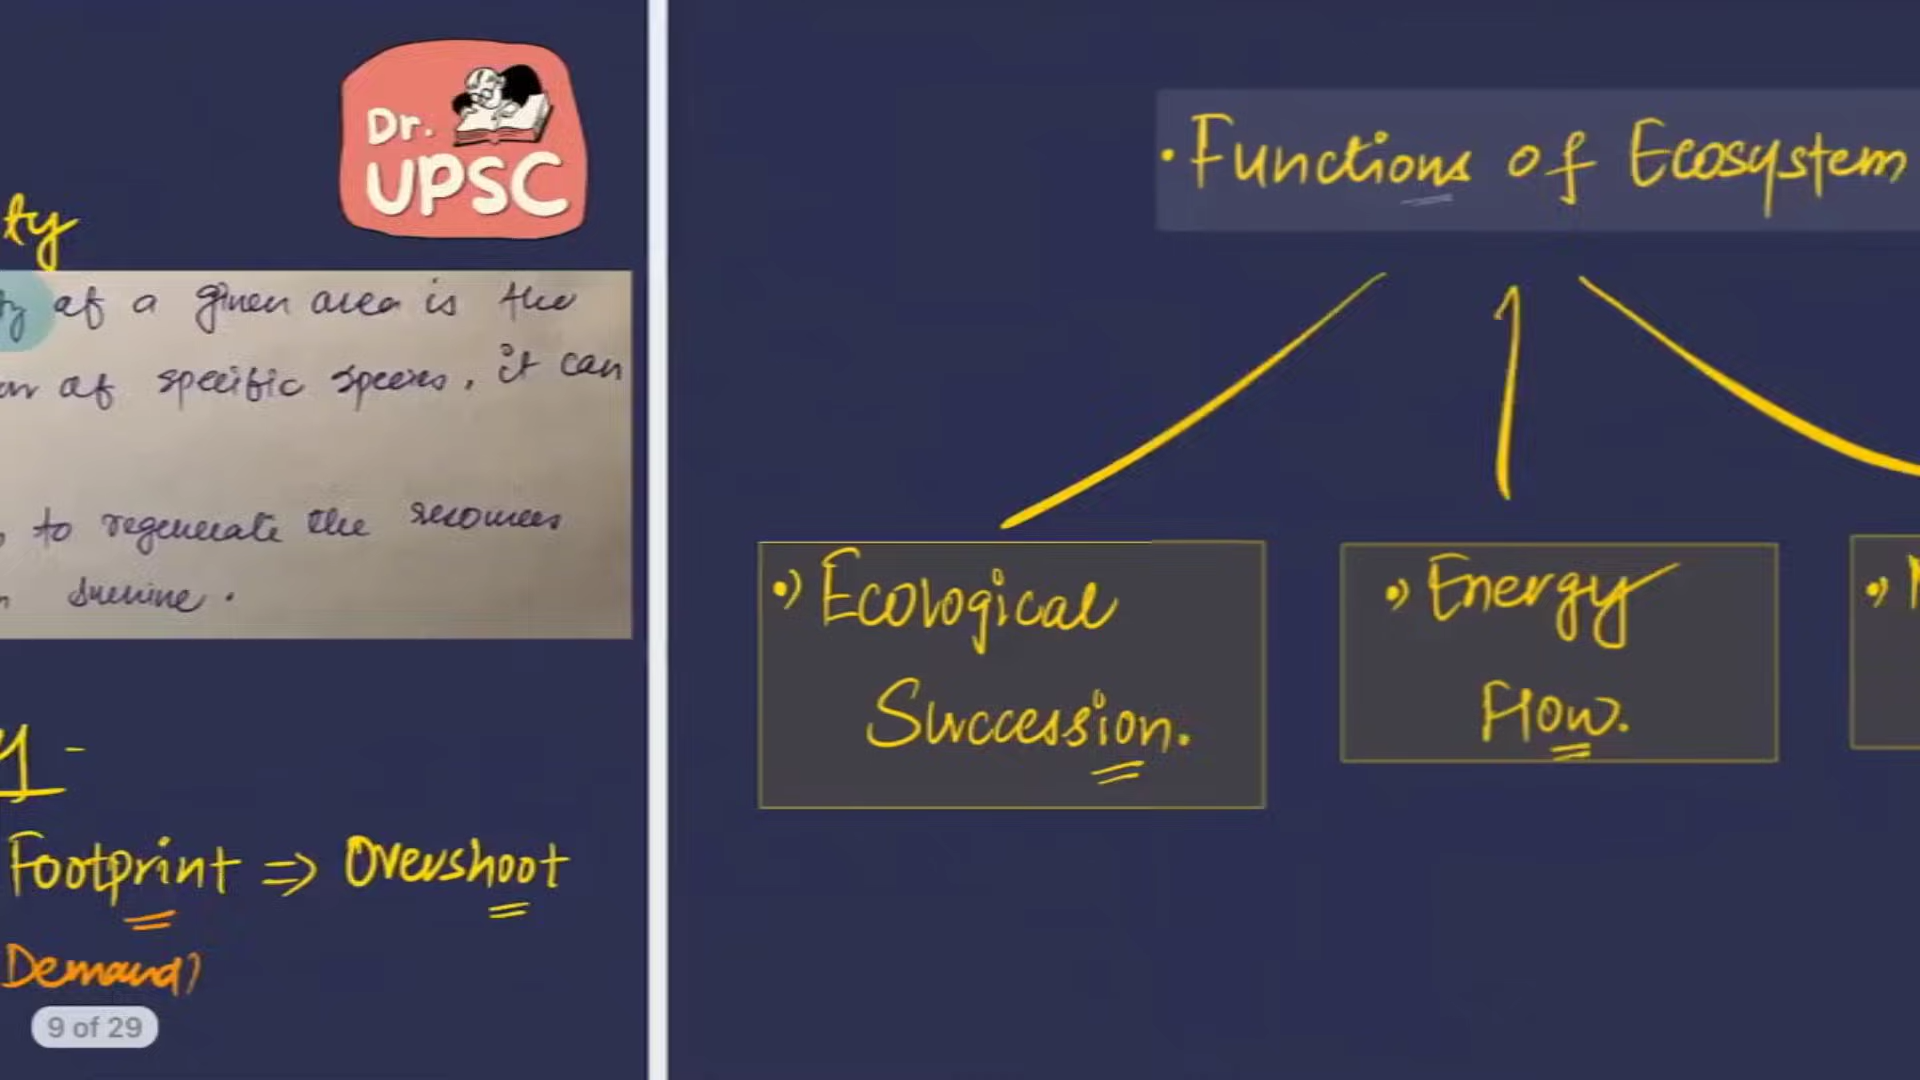 Dr.
UPSC
ty
of a given area is the
of specific species, it can
to regenerate the resources
y -
Footprint => Overshoot
Demand)
9 of 29
• Functions of Ecosystem
•) Ecological
Succession.
•) Energy
Flow.
•) N